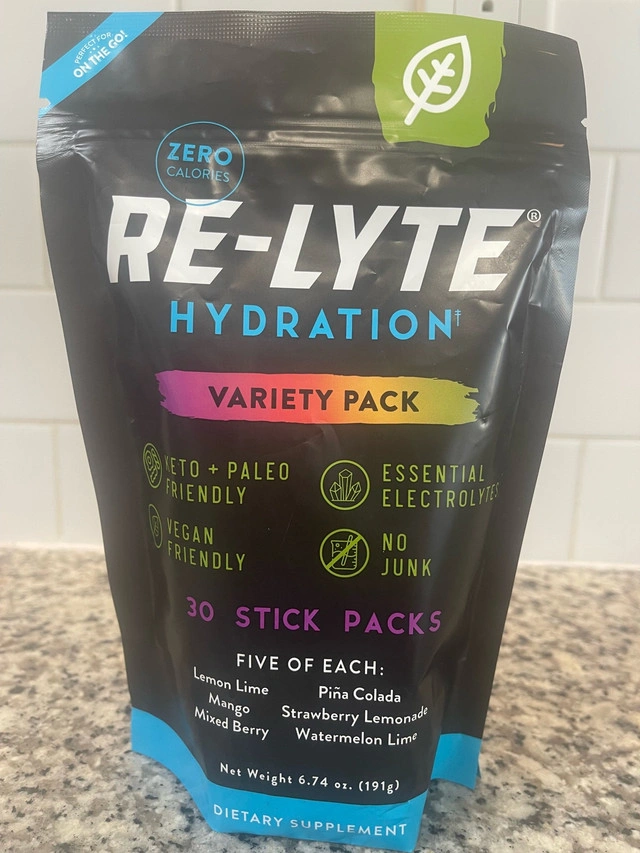 PERFECT FOR
ON THE GO!
ZERO
CALORIES
RE-LYTE®
HYDRATION†
VARIETY PACK
KETO + PALEO
FRIENDLY
ESSENTIAL
ELECTROLYTES
VEGAN
FRIENDLY
NO
JUNK
30 STICK PACKS
FIVE OF EACH:
Lemon Lime
Mango
Mixed Berry
Piña Colada
Strawberry Lemonade
Watermelon Lime
Net Weight 6.74 oz. (191g)
DIETARY SUPPLEMENT